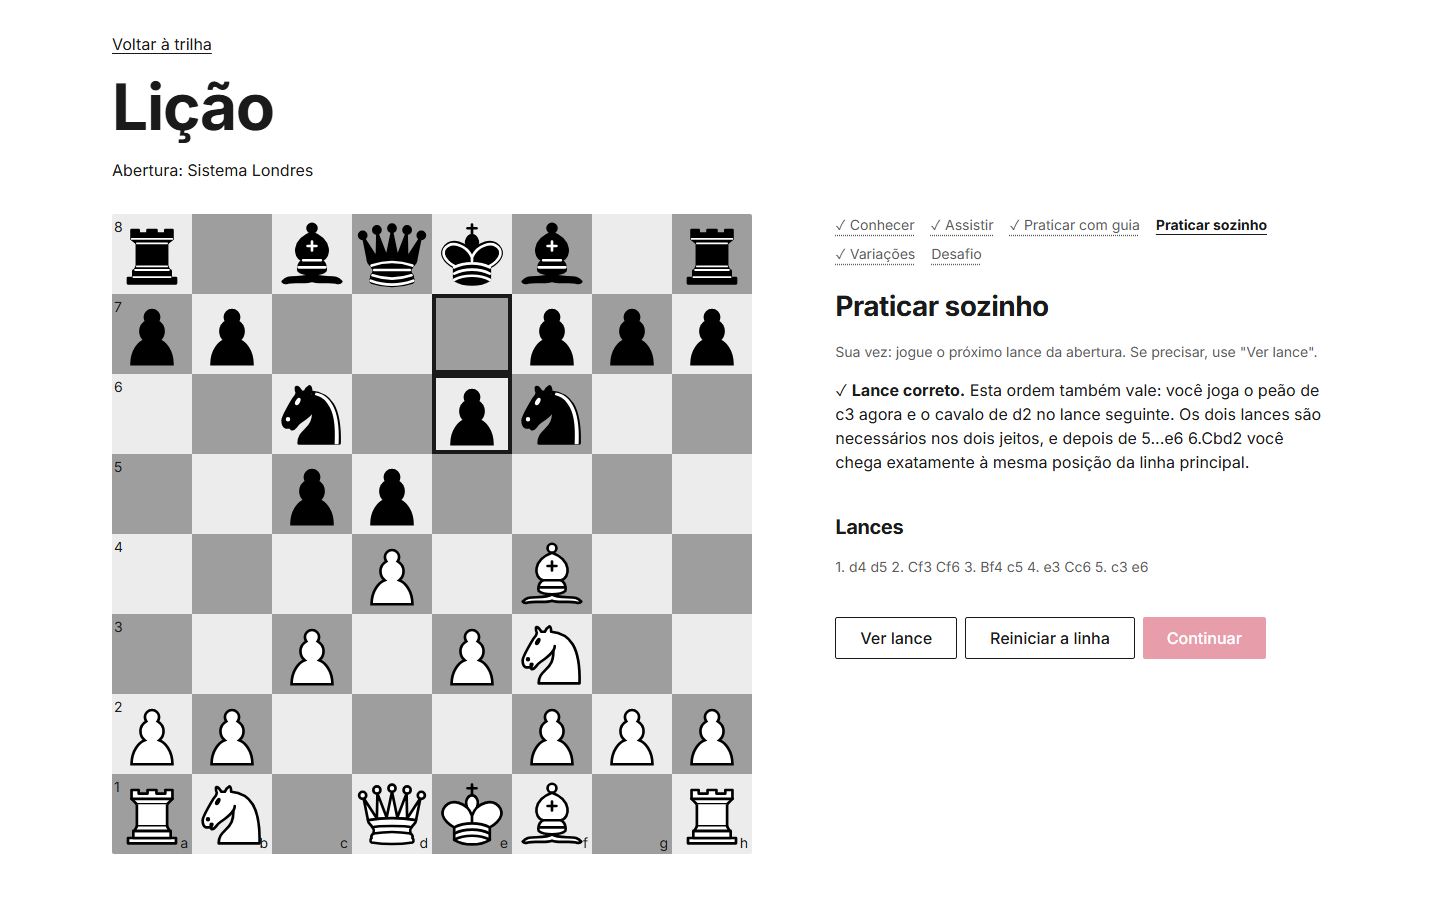 Voltar à trilha
Lição
Abertura: Sistema Londres
8
7
6
5
4
3
2
1
a b c d e f g h
✓ Conhecer ✓ Assistir ✓ Praticar com guia Praticar sozinho
✓ Variações Desafio
Praticar sozinho
Sua vez: jogue o próximo lance da abertura. Se precisar, use "Ver lance".
✓ Lance correto. Esta ordem também vale: você joga o peão de
c3 agora e o cavalo de d2 no lance seguinte. Os dois lances são
necessários nos dois jeitos, e depois de 5...e6 6.Cbd2 você
chega exatamente à mesma posição da linha principal.
Lances
1. d4 d5 2. Cf3 Cf6 3. Bf4 c5 4. e3 Cc6 5. c3 e6
Ver lance Reiniciar a linha Continuar